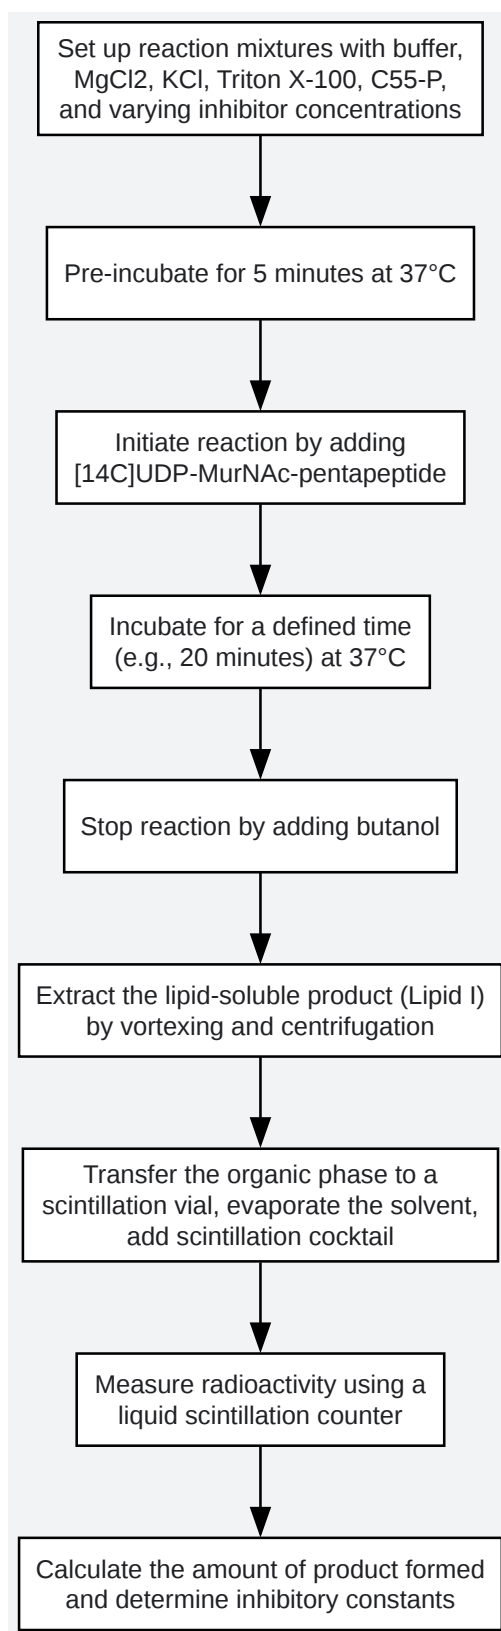 Set up reaction mixtures with buffer,
MgCl2, KCl, Triton X-100, C55-P,
and varying inhibitor concentrations
Pre-incubate for 5 minutes at 37°C
Initiate reaction by adding
[14C]UDP-MurNAc-pentapeptide
Incubate for a defined time
(e.g., 20 minutes) at 37°C
Stop reaction by adding butanol
Extract the lipid-soluble product (Lipid I)
by vortexing and centrifugation
Transfer the organic phase to a
scintillation vial, evaporate the solvent,
add scintillation cocktail
Measure radioactivity using a
liquid scintillation counter
Calculate the amount of product formed
and determine inhibitory constants